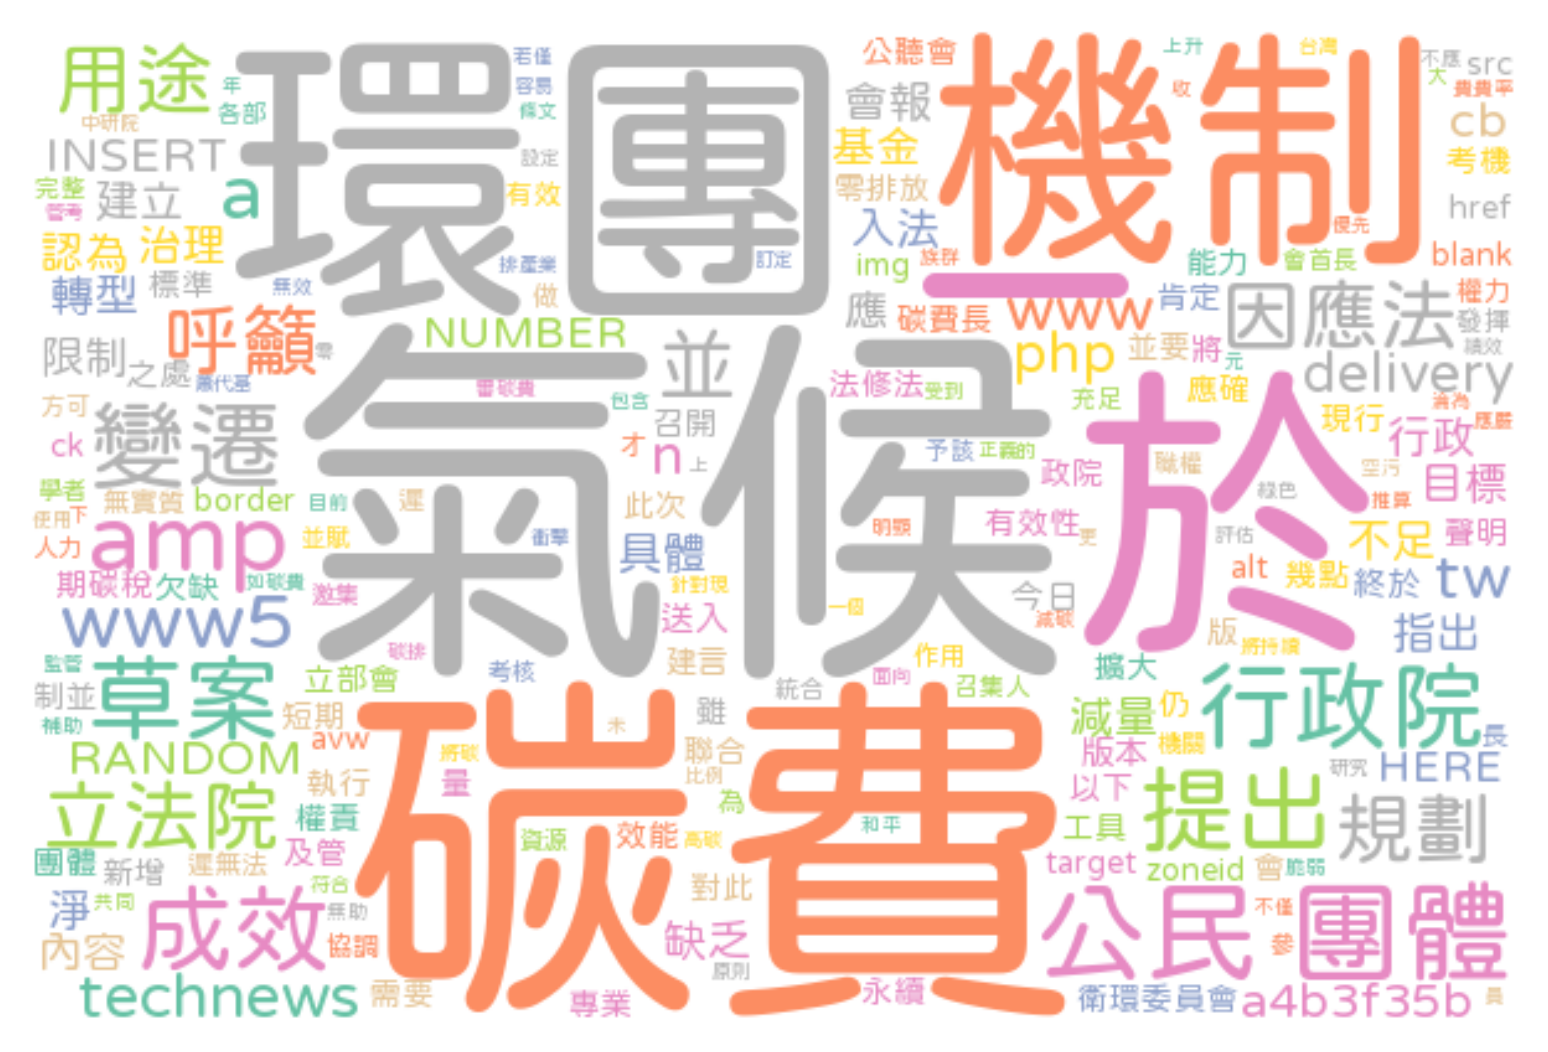 用途
環團
機制
氣候
於
碳費
一
若僅
容易
條文
設定
有效
排產業
訂定
做
無效
年
各部
中研院
INSERT
完整
建立
a
認為
治理
轉型
標準
呼籲
NUMBER
並
限制
之處
零
公聽會
會報
基金
零排放
入法
img
族群
應
碳費長
www
php
上升
台灣
收
優先
不應
大
src
cb
考機
href
能力
會首長
blank
肯定
因應法
權力
發揮
績效
並要
將
元
delivery
應確
方可
變遷
ck
學者
無實質
border
目前
使用
下
人力
amp
並賦
遲
期碳稅
欠缺
如碳費
www5
包含
召開
才
n
上
此次
具體
衝擊
針對現
送入
建言
法修法
受到
予該
正義的
政院
明顯
有效性
更
一個
今日
減碳
作用
面向
召集人
充足
職權
現行
行政
空污
目標
綠色
推算
評估
不足
聲明
alt
幾點
終於
tw
版
將持續
指出
監管
制並
補助
草案
立部會
短期
avw
碳排
考核
統合
雖
聯合
比例
將碳
量
未
擴大
減量
仍
版本
機關
行政院
長
研究
HERE
RANDOM
執行
立法院
權責
團體
新增
遲無法
及管
符合
資源
效能
高碳
為
和平
以下
工具
提出
規劃
target
zoneid
會
脆弱
淨
共同
成效
無助
內容
協調
technews
需要
專業
對此
缺乏
原則
永續
公民
團體
不僅
參
衛環委員會
a4b3f35b
員